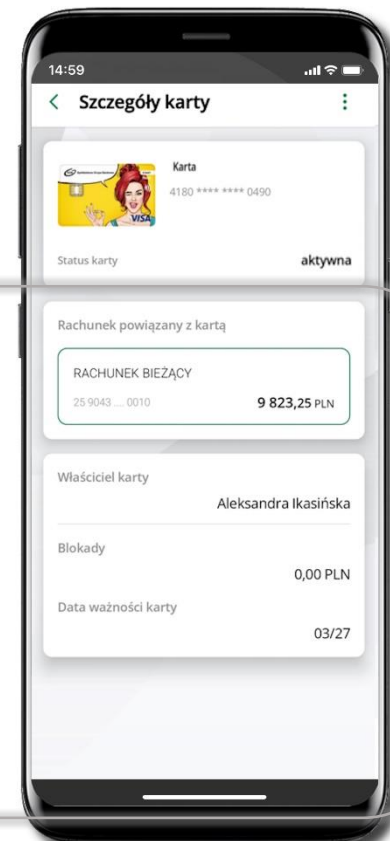 14:59
Szczegóły karty
Karta
4180 **** **** 0490
VISA
Status karty aktywna
Rachunek powiązany z kartą
RACHUNEK BIEŻĄCY
25 9043 .... 0010 9 823,25 PLN
Właściciel karty
Aleksandra Ikasińska
Blokady
0,00 PLN
Data ważności karty
03/27